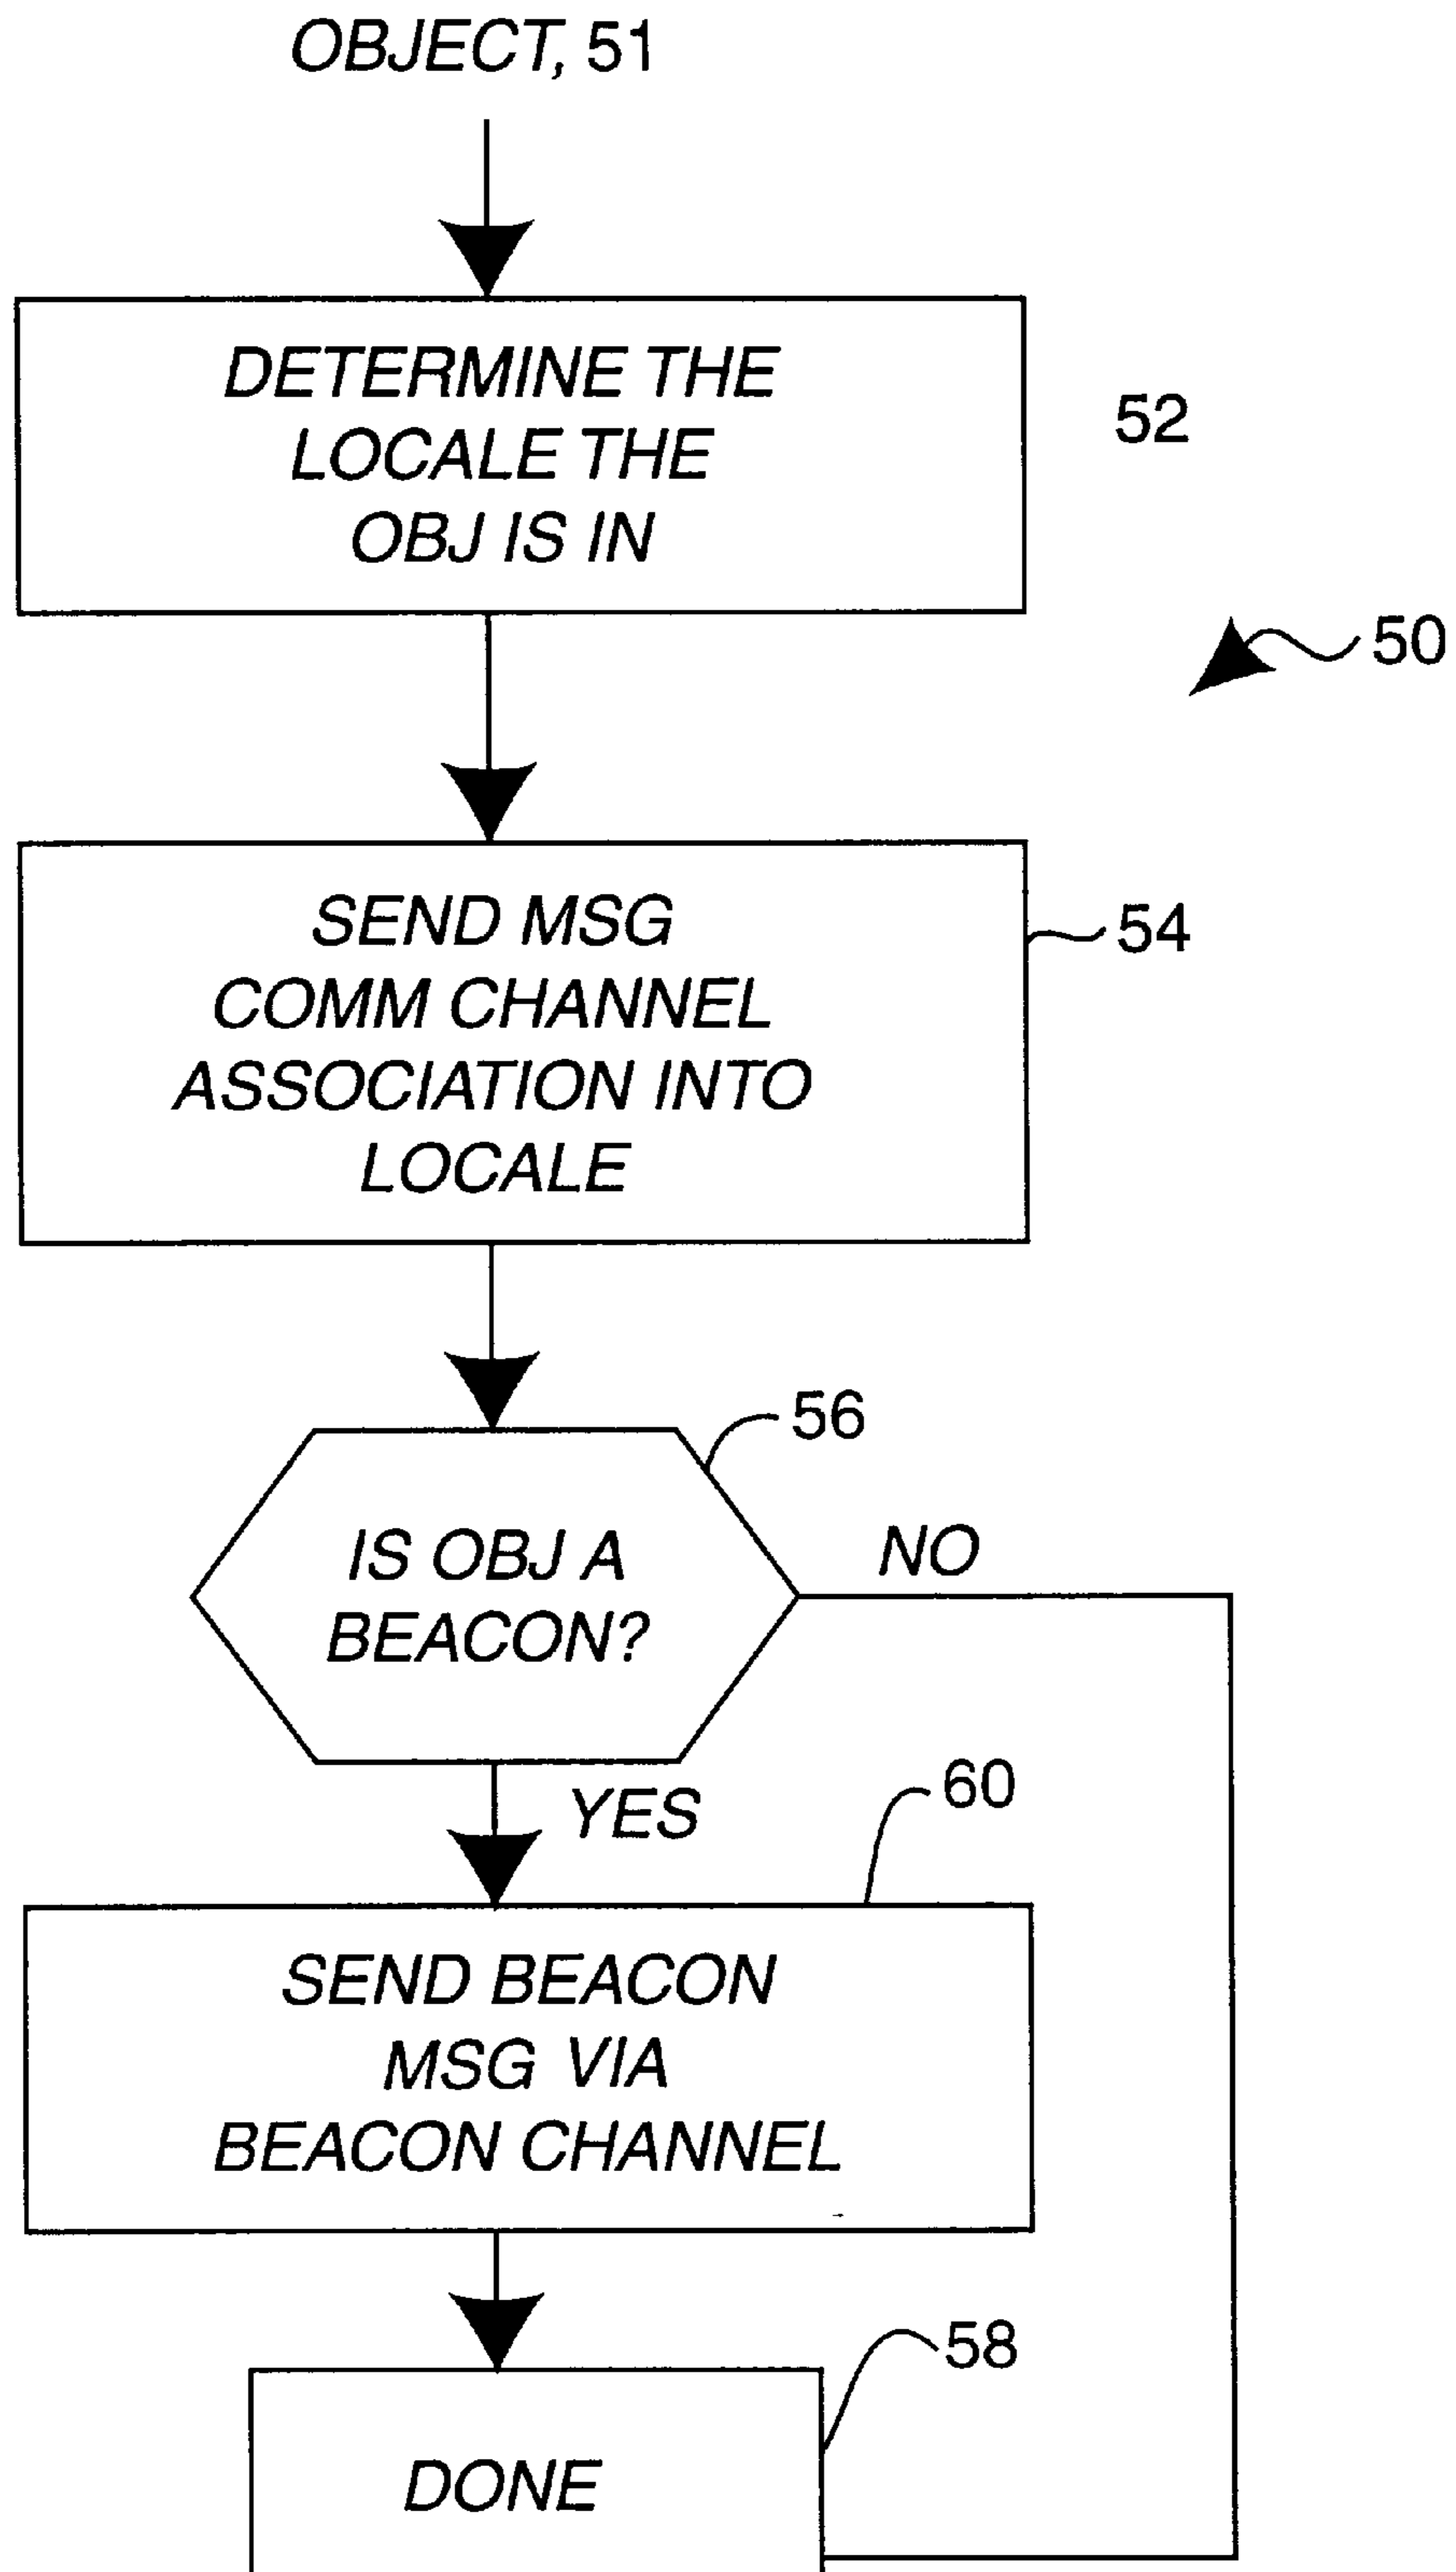 OBJECT, 51
DETERMINE THE
LOCALE THE
OBJ IS IN
52
50
SEND MSG
COMM CHANNEL
ASSOCIATION INTO
LOCALE
54
56
IS OBJ A
BEACON?
NO
YES
60
SEND BEACON
MSG VIA
BEACON CHANNEL
58
DONE